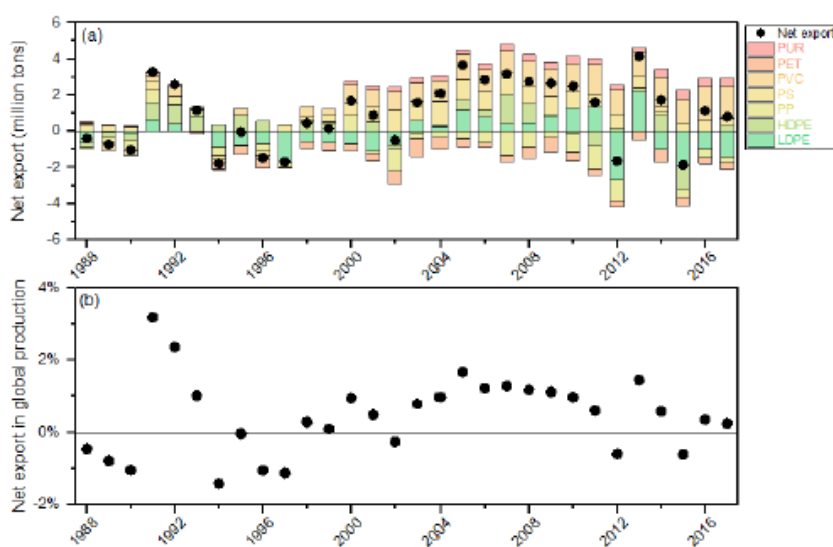 Net export (million tons)
6
4
2
0
-2
-4
-6
(a)
1988
1992
1996
2000
2004
2008
2012
2016
Net export
PUR
PET
PVC
PS
PP
HDPE
LDPE
Net export in global production
4%
2%
0%
-2%
(b)
1988
1992
1996
2000
2004
2008
2012
2016